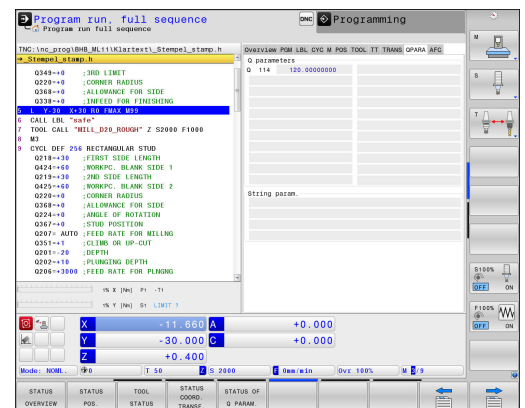 Program run, full sequence
Program run full sequence
DNC
Programming
TNC:\nc_prog\BHB_Ml1i\Klartext\_Stempel_stamp.h
→_Stempel_stamp.h
Q349=+0 ;3RD LIMIT
Q220=+0 ;CORNER RADIUS
Q368=+0 ;ALLOWANCE FOR SIDE
Q338=+0 ;INFEED FOR FINISHING
5 L Y-30 X+30 R0 FMAX M99
6 CALL LBL "safe"
7 TOOL CALL "MILL_D20_ROUGH" Z S2000 F1000
8 M3
9 CYCL DEF 256 RECTANGULAR STUD
Q218=+30 ;FIRST SIDE LENGTH
Q424=+60 ;WORKPC. BLANK SIDE 1
Q219=+30 ;2ND SIDE LENGTH
Q425=+60 ;WORKPC. BLANK SIDE 2
Q220=+0 ;CORNER RADIUS
Q368=+0 ;ALLOWANCE FOR SIDE
Q224=+0 ;ANGLE OF ROTATION
Q367=+0 ;STUD POSITION
Q207= AUTO ;FEED RATE FOR MILLNG
Q351=+1 ;CLIMB OR UP-CUT
Q201=-20 ;DEPTH
Q202=+10 ;PLUNGING DEPTH
Q206=+3000 ;FEED RATE FOR PLNGNG
Overview PGM LBL CYC M POS TOOL TT TRANS QPARA AFC
Q parameters
Q 114 120.00000000
String param.
M
S
T
S100%
OFF ON
F100%
OFF ON
X [Nm] P1 -T1
Y [Nm] S1 LIMIT 1
X -11.660 A +0.000
Y -30.000 C +0.000
Z +0.400
Mode: NOML. 0 T 50 Z S 2000 F 0mm/min Ovr 100% M 3/9
STATUS OVERVIEW
STATUS POS.
TOOL STATUS
STATUS COORD. TRANSF.
STATUS OF Q PARAM.